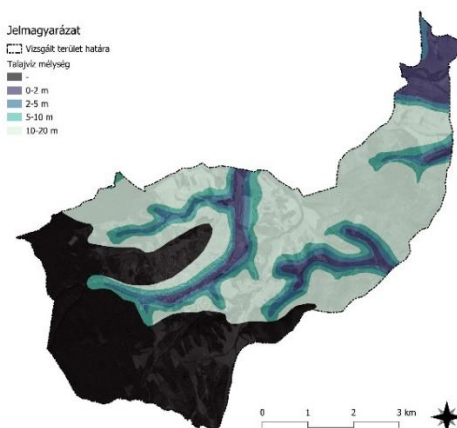 Jelmagyarázat
Vizsgált terület határa
Talajvíz mélység
-
0-2 m
2-5 m
5-10 m
10-20 m
0 1 2 3 km